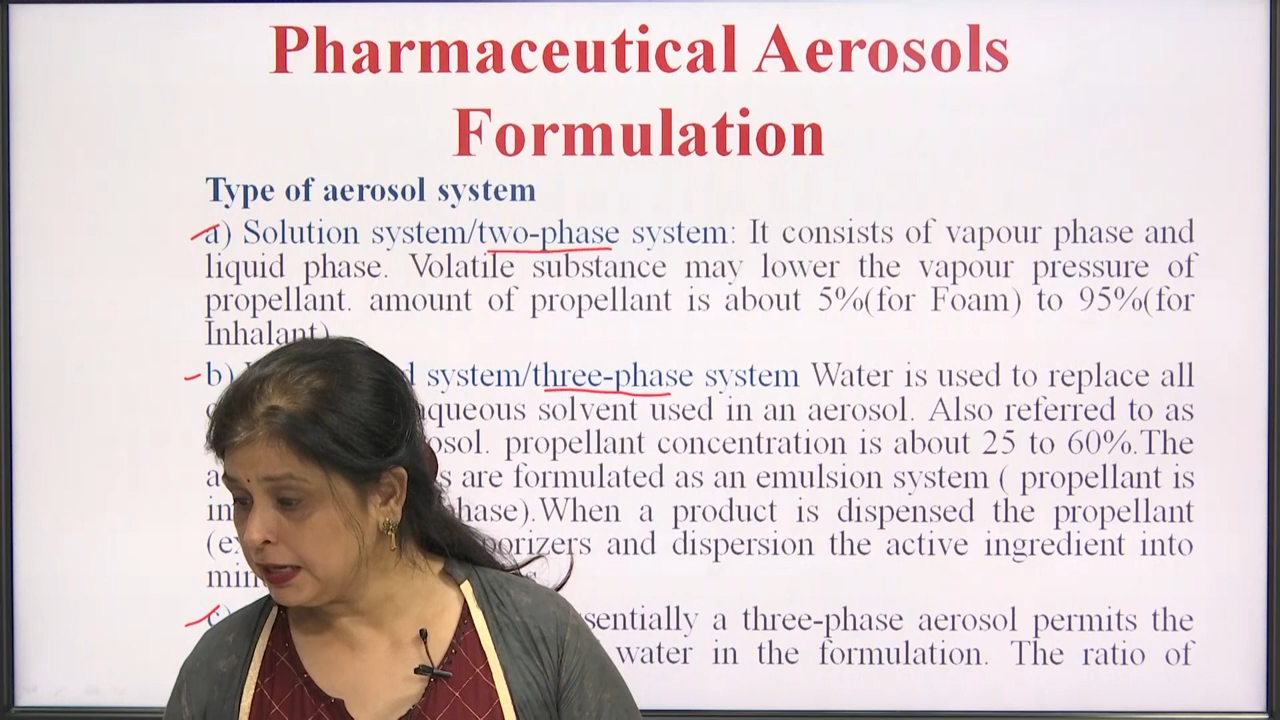 Pharmaceutical Aerosols
Formulation
Type of aerosol system
a) Solution system/two-phase system: It consists of vapour phase and
liquid phase. Volatile substance may lower the vapour pressure of
propellant. amount of propellant is about 5%(for Foam) to 95%(for
Inhalant)
b) system/three-phase system Water is used to replace all
aqueous solvent used in an aerosol. Also referred to as
propellant concentration is about 25 to 60%.The
are formulated as an emulsion system ( propellant is
in When a product is dispensed the propellant
and dispersion the active ingredient into
c) a three-phase aerosol permits the
water in the formulation. The ratio of